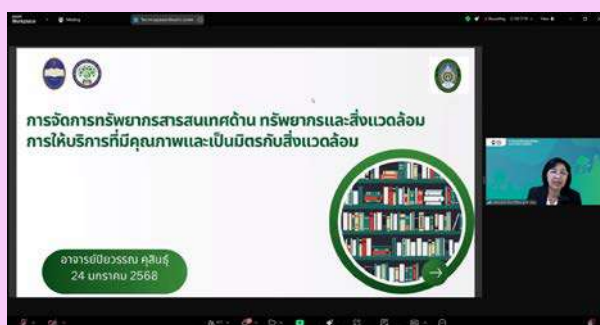 Workspace
Meeting
การจัดการทรัพยากรสารสนเทศด้าน ทรัพยากรและสิ่งแวดล้อม
การให้บริการที่มีคุณภาพและเป็นมิตรกับสิ่งแวดล้อม
อาจารย์ปิยวรรณ คุสินธุ์
24 มกราคม 2568